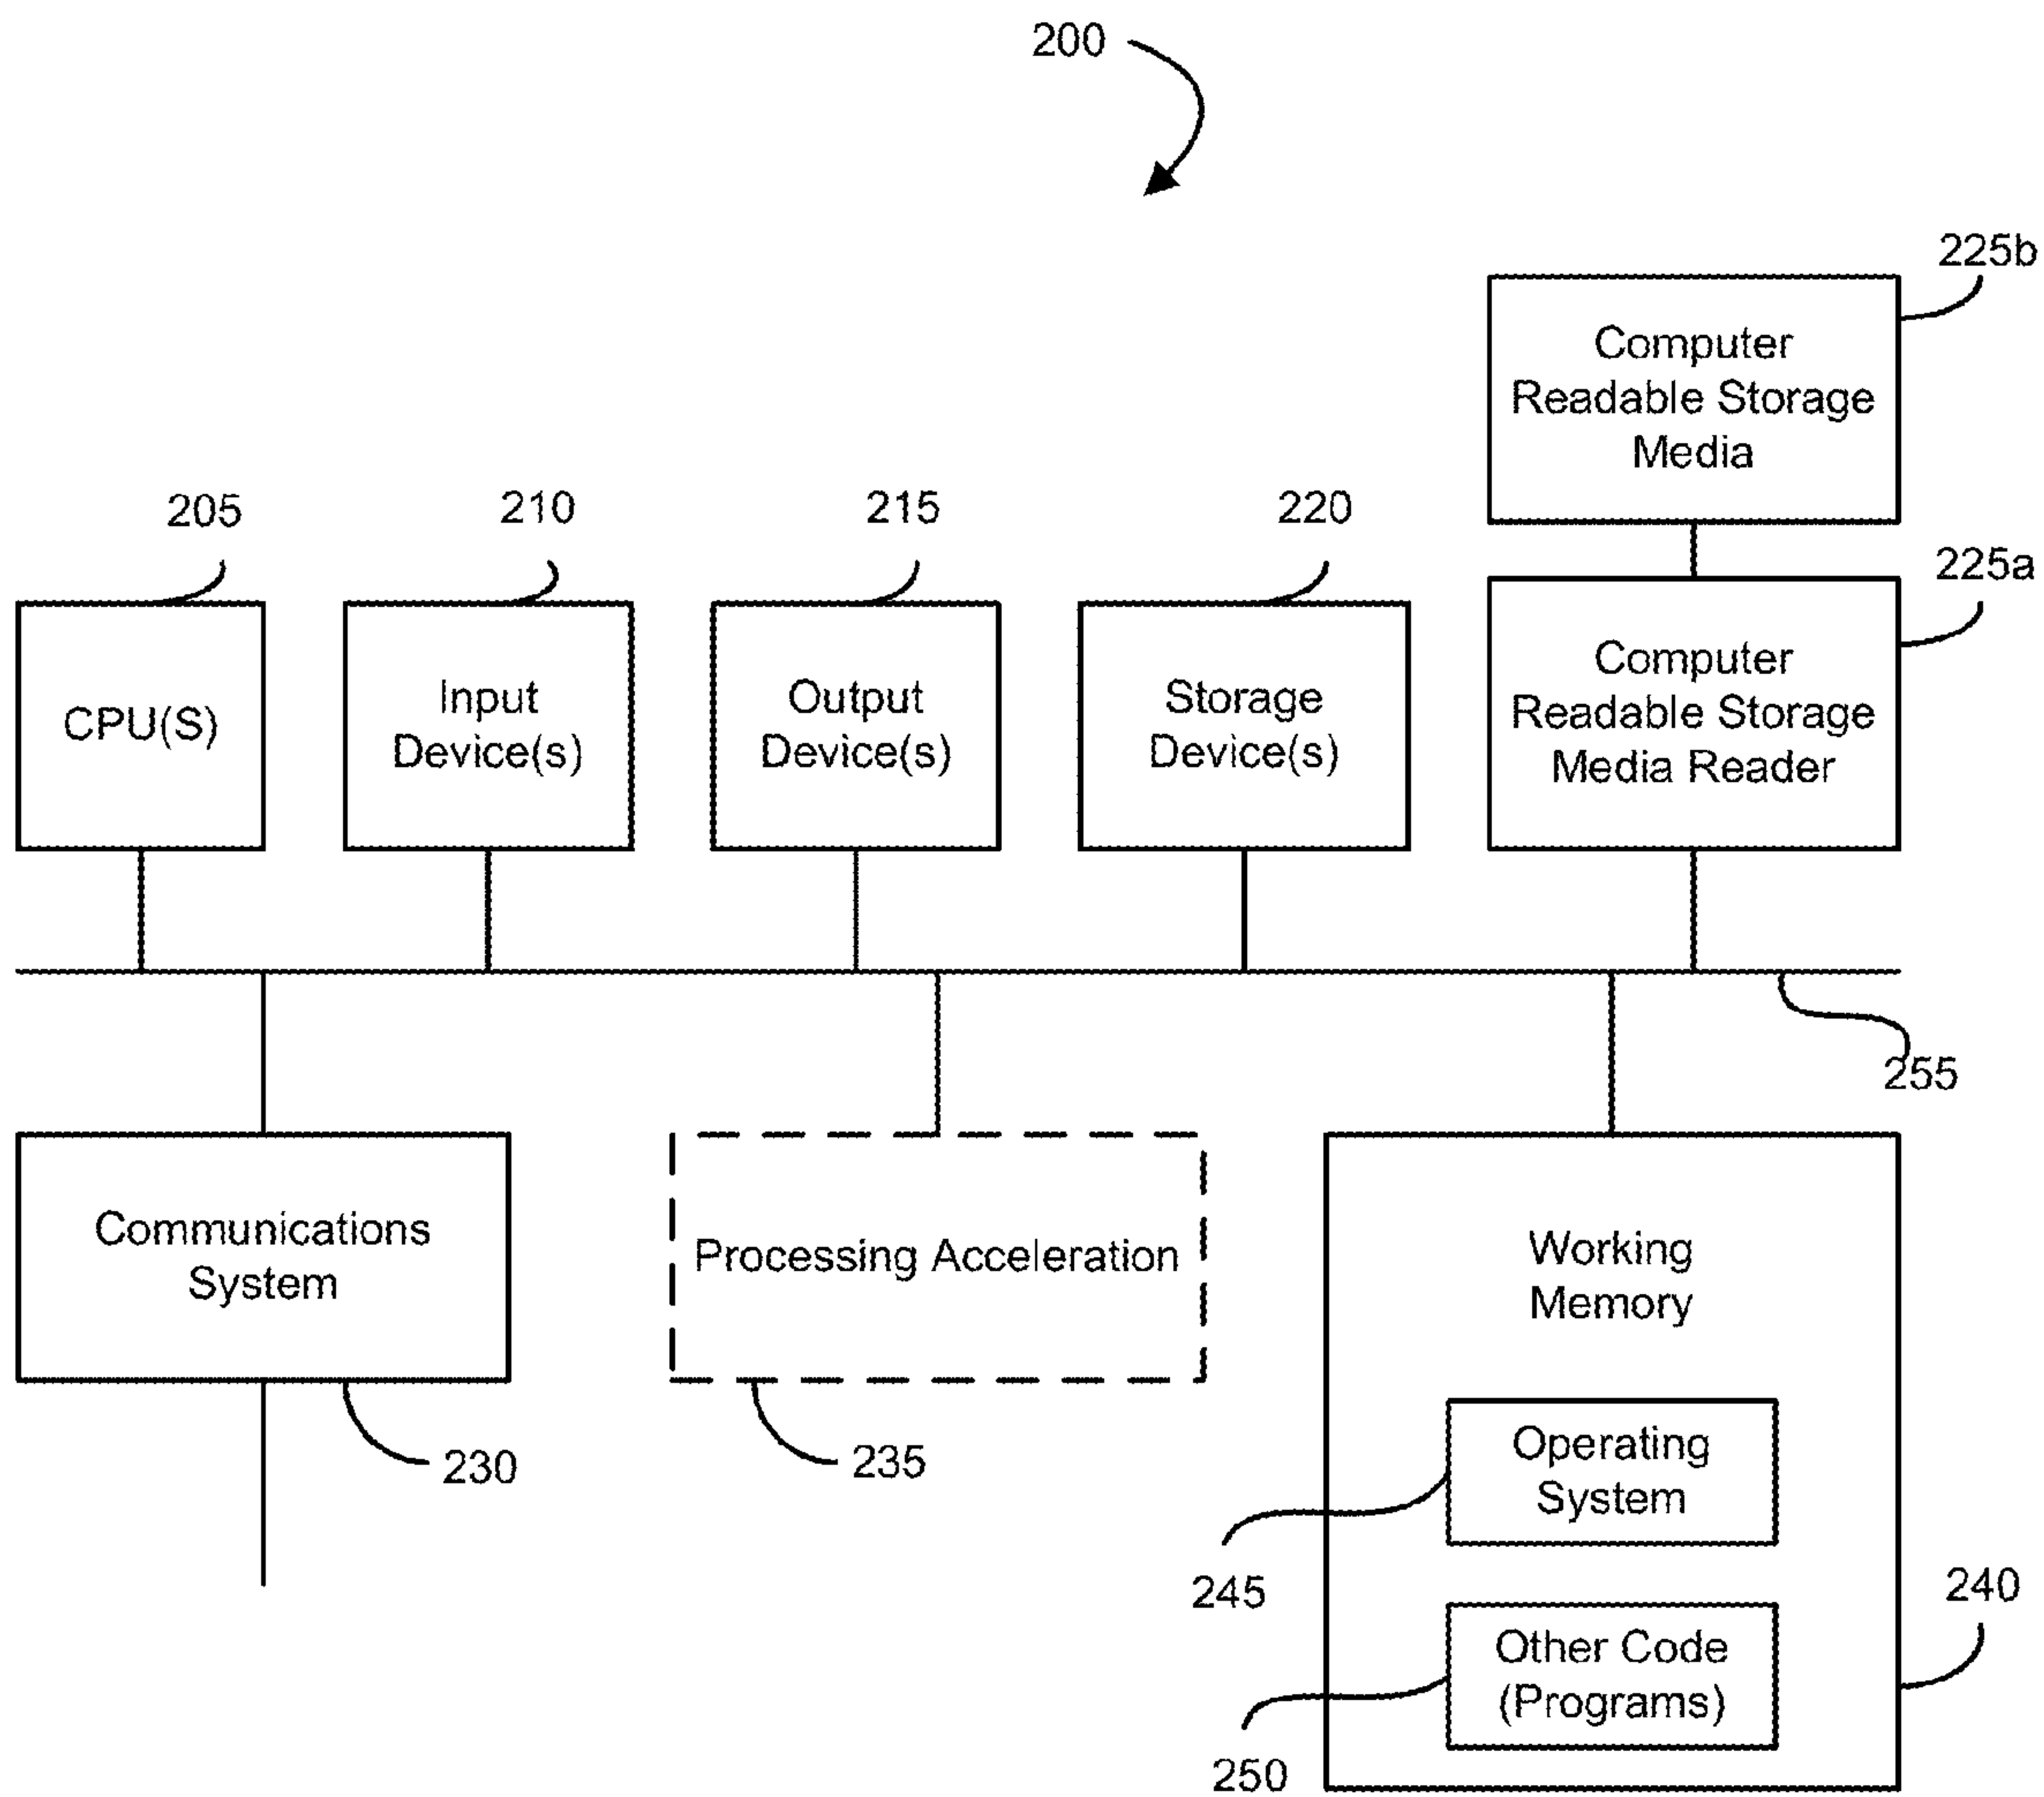 200
225b
Computer
Readable Storage
Media
205
210
215
220
225a
CPU(S)
Input
Device(s)
Output
Device(s)
Storage
Device(s)
Computer
Readable Storage
Media Reader
255
Communications
System
Processing Acceleration
Working
Memory
230
235
Operating
System
245
240
Other Code
(Programs)
250